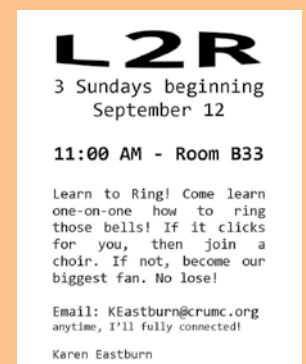 L2R
3 Sundays beginning
September 12
11:00 AM - Room B33
Learn to Ring! Come learn
one-on-one how to ring
those bells! If it clicks
for you, then join a
choir. If not, become our
biggest fan. No lose!
Email: KEastburn@crumc.org
anytime, I'll fully connected!
Karen Eastburn